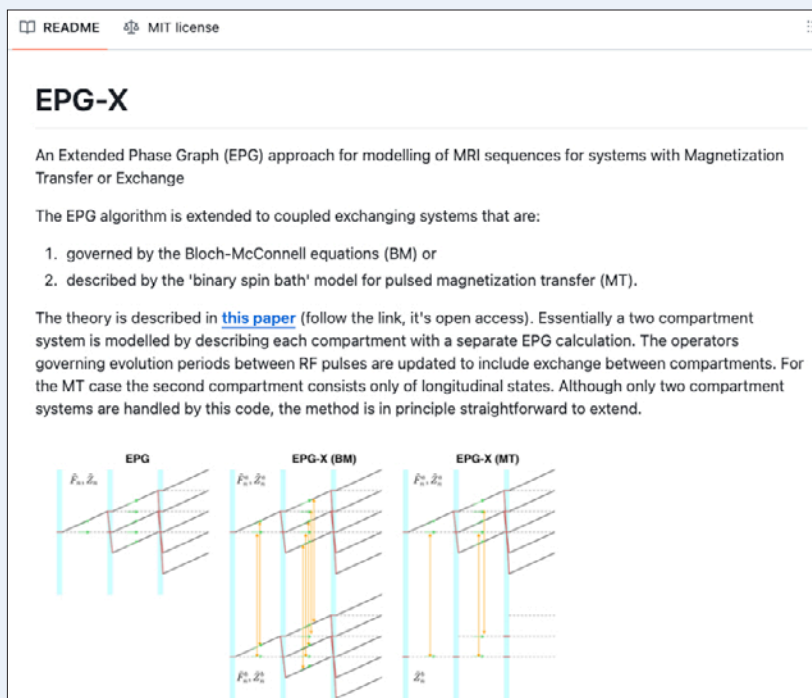 README MIT license
EPG-X
An Extended Phase Graph (EPG) approach for modelling of MRI sequences for systems with Magnetization
Transfer or Exchange
The EPG algorithm is extended to coupled exchanging systems that are:
1. governed by the Bloch-McConnell equations (BM) or
2. described by the 'binary spin bath' model for pulsed magnetization transfer (MT).
The theory is described in this paper (follow the link, it's open access). Essentially a two compartment
system is modelled by describing each compartment with a separate EPG calculation. The operators
governing evolution periods between RF pulses are updated to include exchange between compartments. For
the MT case the second compartment consists only of longitudinal states. Although only two compartment
systems are handled by this code, the method is in principle straightforward to extend.
EPG EPG-X (BM) EPG-X (MT)